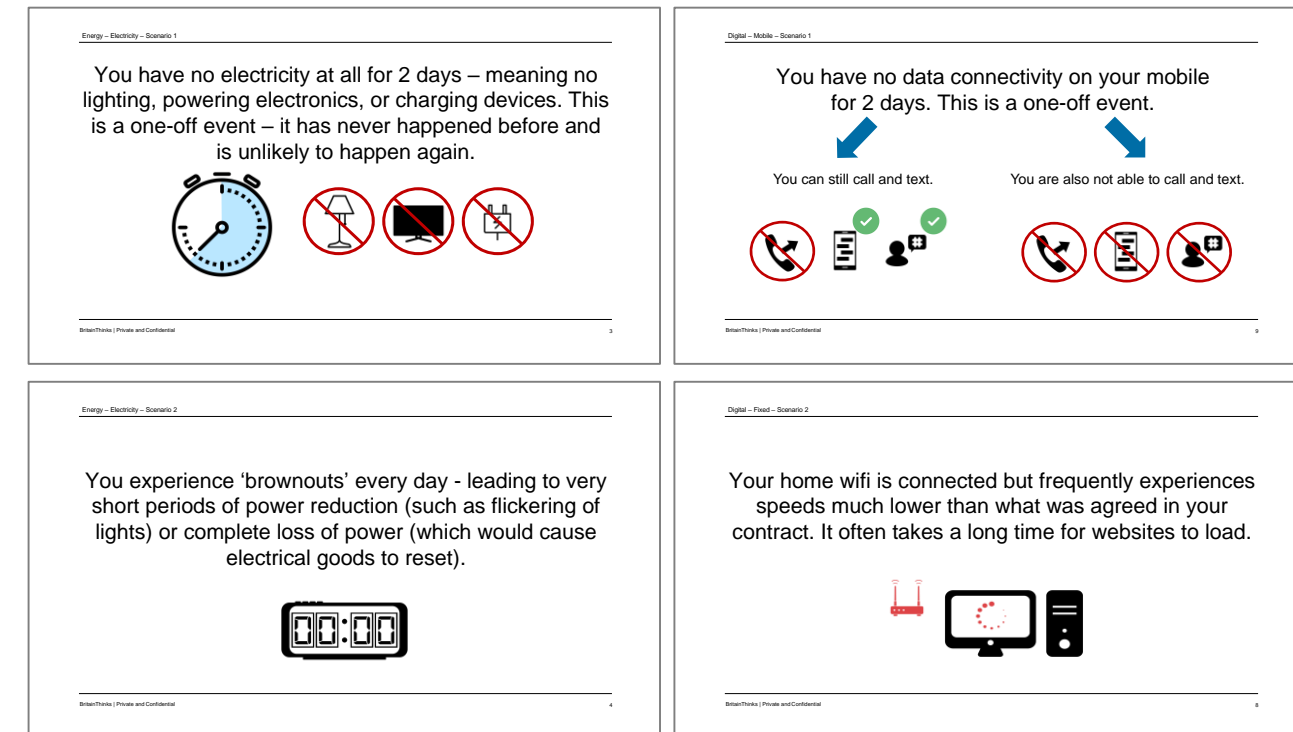 Energy – Electricity – Scenario 1
You have no electricity at all for 2 days – meaning no
lighting, powering electronics, or charging devices. This
is a one-off event – it has never happened before and
is unlikely to happen again.
BritainThinks | Private and Confidential
3
Digital – Mobile – Scenario 1
You have no data connectivity on your mobile
for 2 days. This is a one-off event.
You can still call and text.
You are also not able to call and text.
#
#
BritainThinks | Private and Confidential
9
Energy – Electricity – Scenario 2
You experience ‘brownouts’ every day - leading to very
short periods of power reduction (such as flickering of
lights) or complete loss of power (which would cause
electrical goods to reset).
00:00
BritainThinks | Private and Confidential
4
Digital – Fixed – Scenario 2
Your home wifi is connected but frequently experiences
speeds much lower than what was agreed in your
contract. It often takes a long time for websites to load.
BritainThinks | Private and Confidential
8